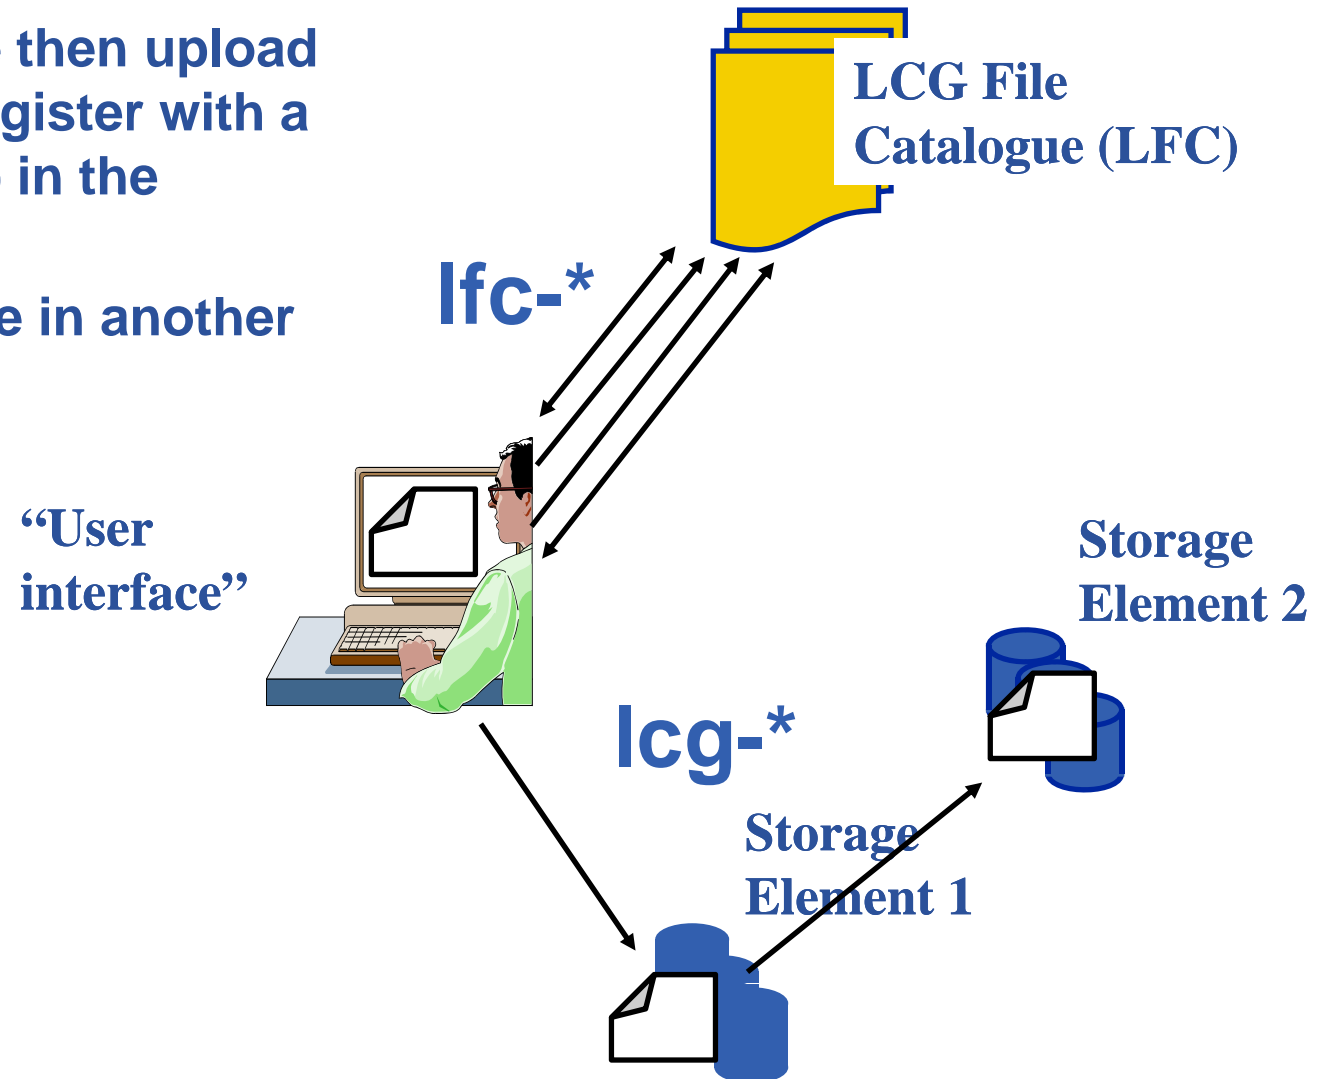 then upload
gister with a
in the
e in another
LCG File
Catalogue (LFC)
lfc-*
“User
interface”
Storage
Element 2
lcg-*
Storage
Element 1